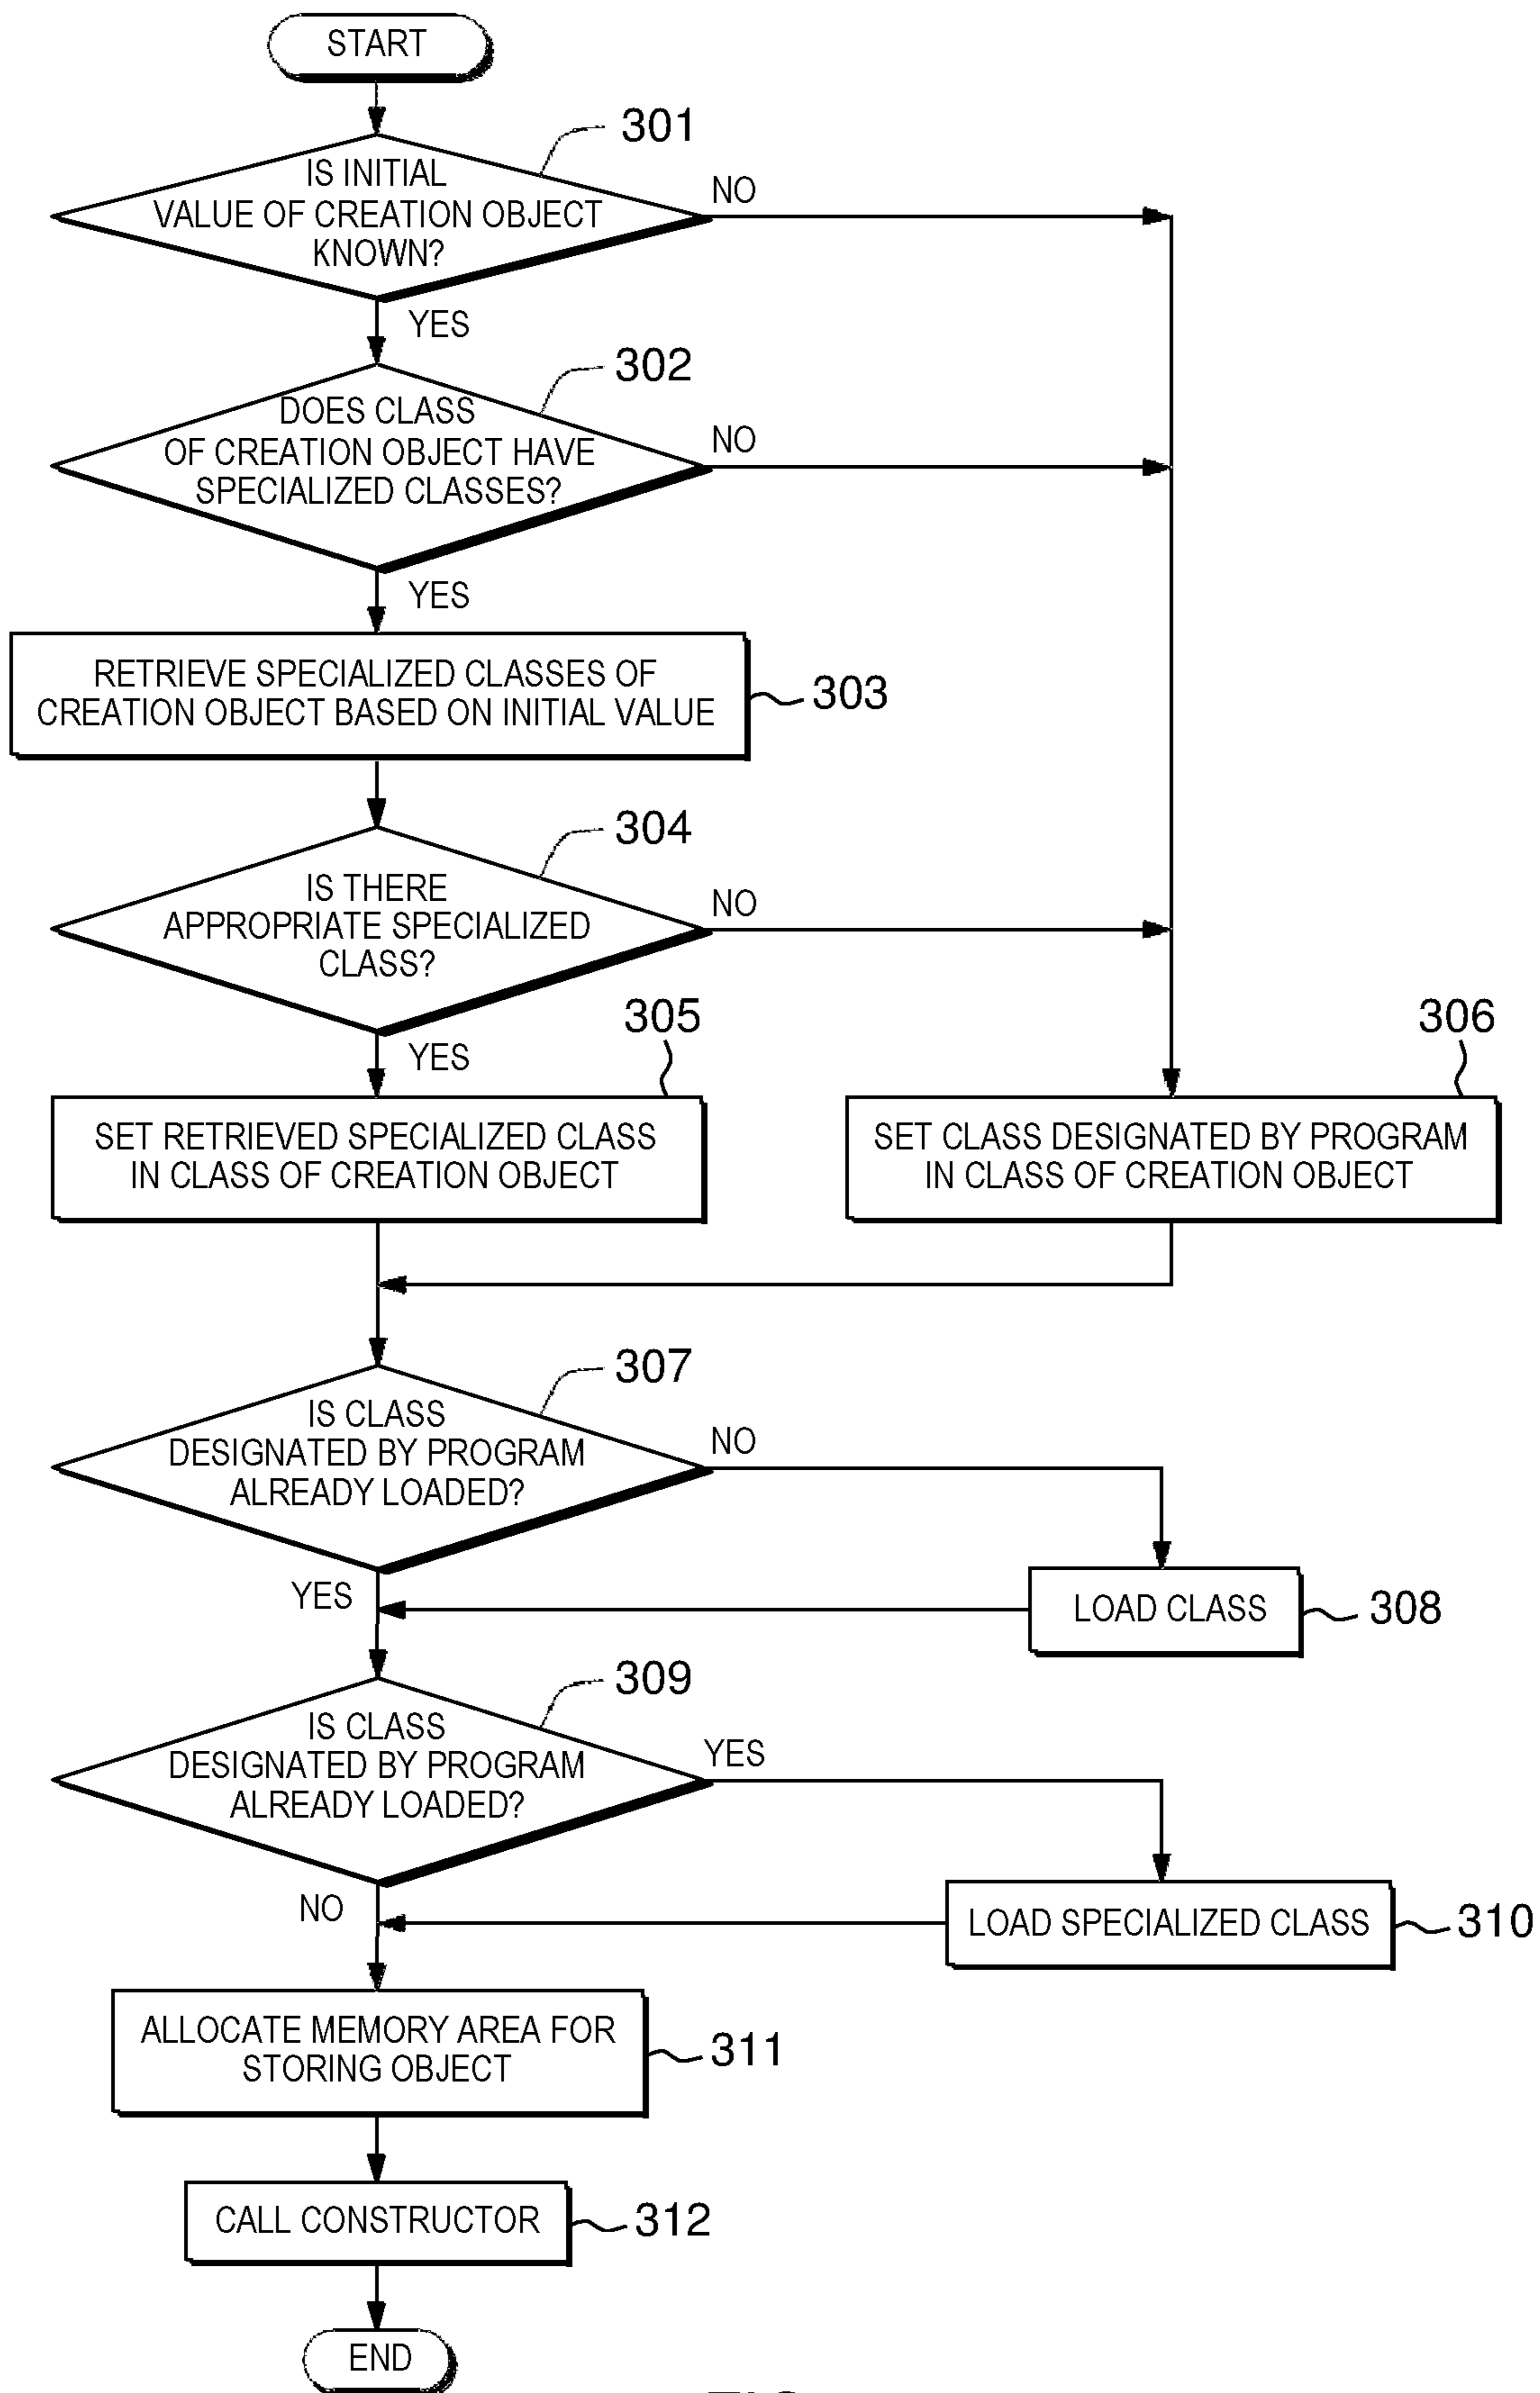 START
301
IS INITIAL
VALUE OF CREATION OBJECT
KNOWN?
NO
YES
302
DOES CLASS
OF CREATION OBJECT HAVE
SPECIALIZED CLASSES?
NO
YES
RETRIEVE SPECIALIZED CLASSES OF
CREATION OBJECT BASED ON INITIAL VALUE
303
304
IS THERE
APPROPRIATE SPECIALIZED
CLASS?
NO
YES
305
306
SET RETRIEVED SPECIALIZED CLASS
IN CLASS OF CREATION OBJECT
SET CLASS DESIGNATED BY PROGRAM
IN CLASS OF CREATION OBJECT
307
IS CLASS
DESIGNATED BY PROGRAM
ALREADY LOADED?
NO
YES
LOAD CLASS
308
309
IS CLASS
DESIGNATED BY PROGRAM
ALREADY LOADED?
YES
NO
LOAD SPECIALIZED CLASS
310
ALLOCATE MEMORY AREA FOR
STORING OBJECT
311
CALL CONSTRUCTOR
312
END